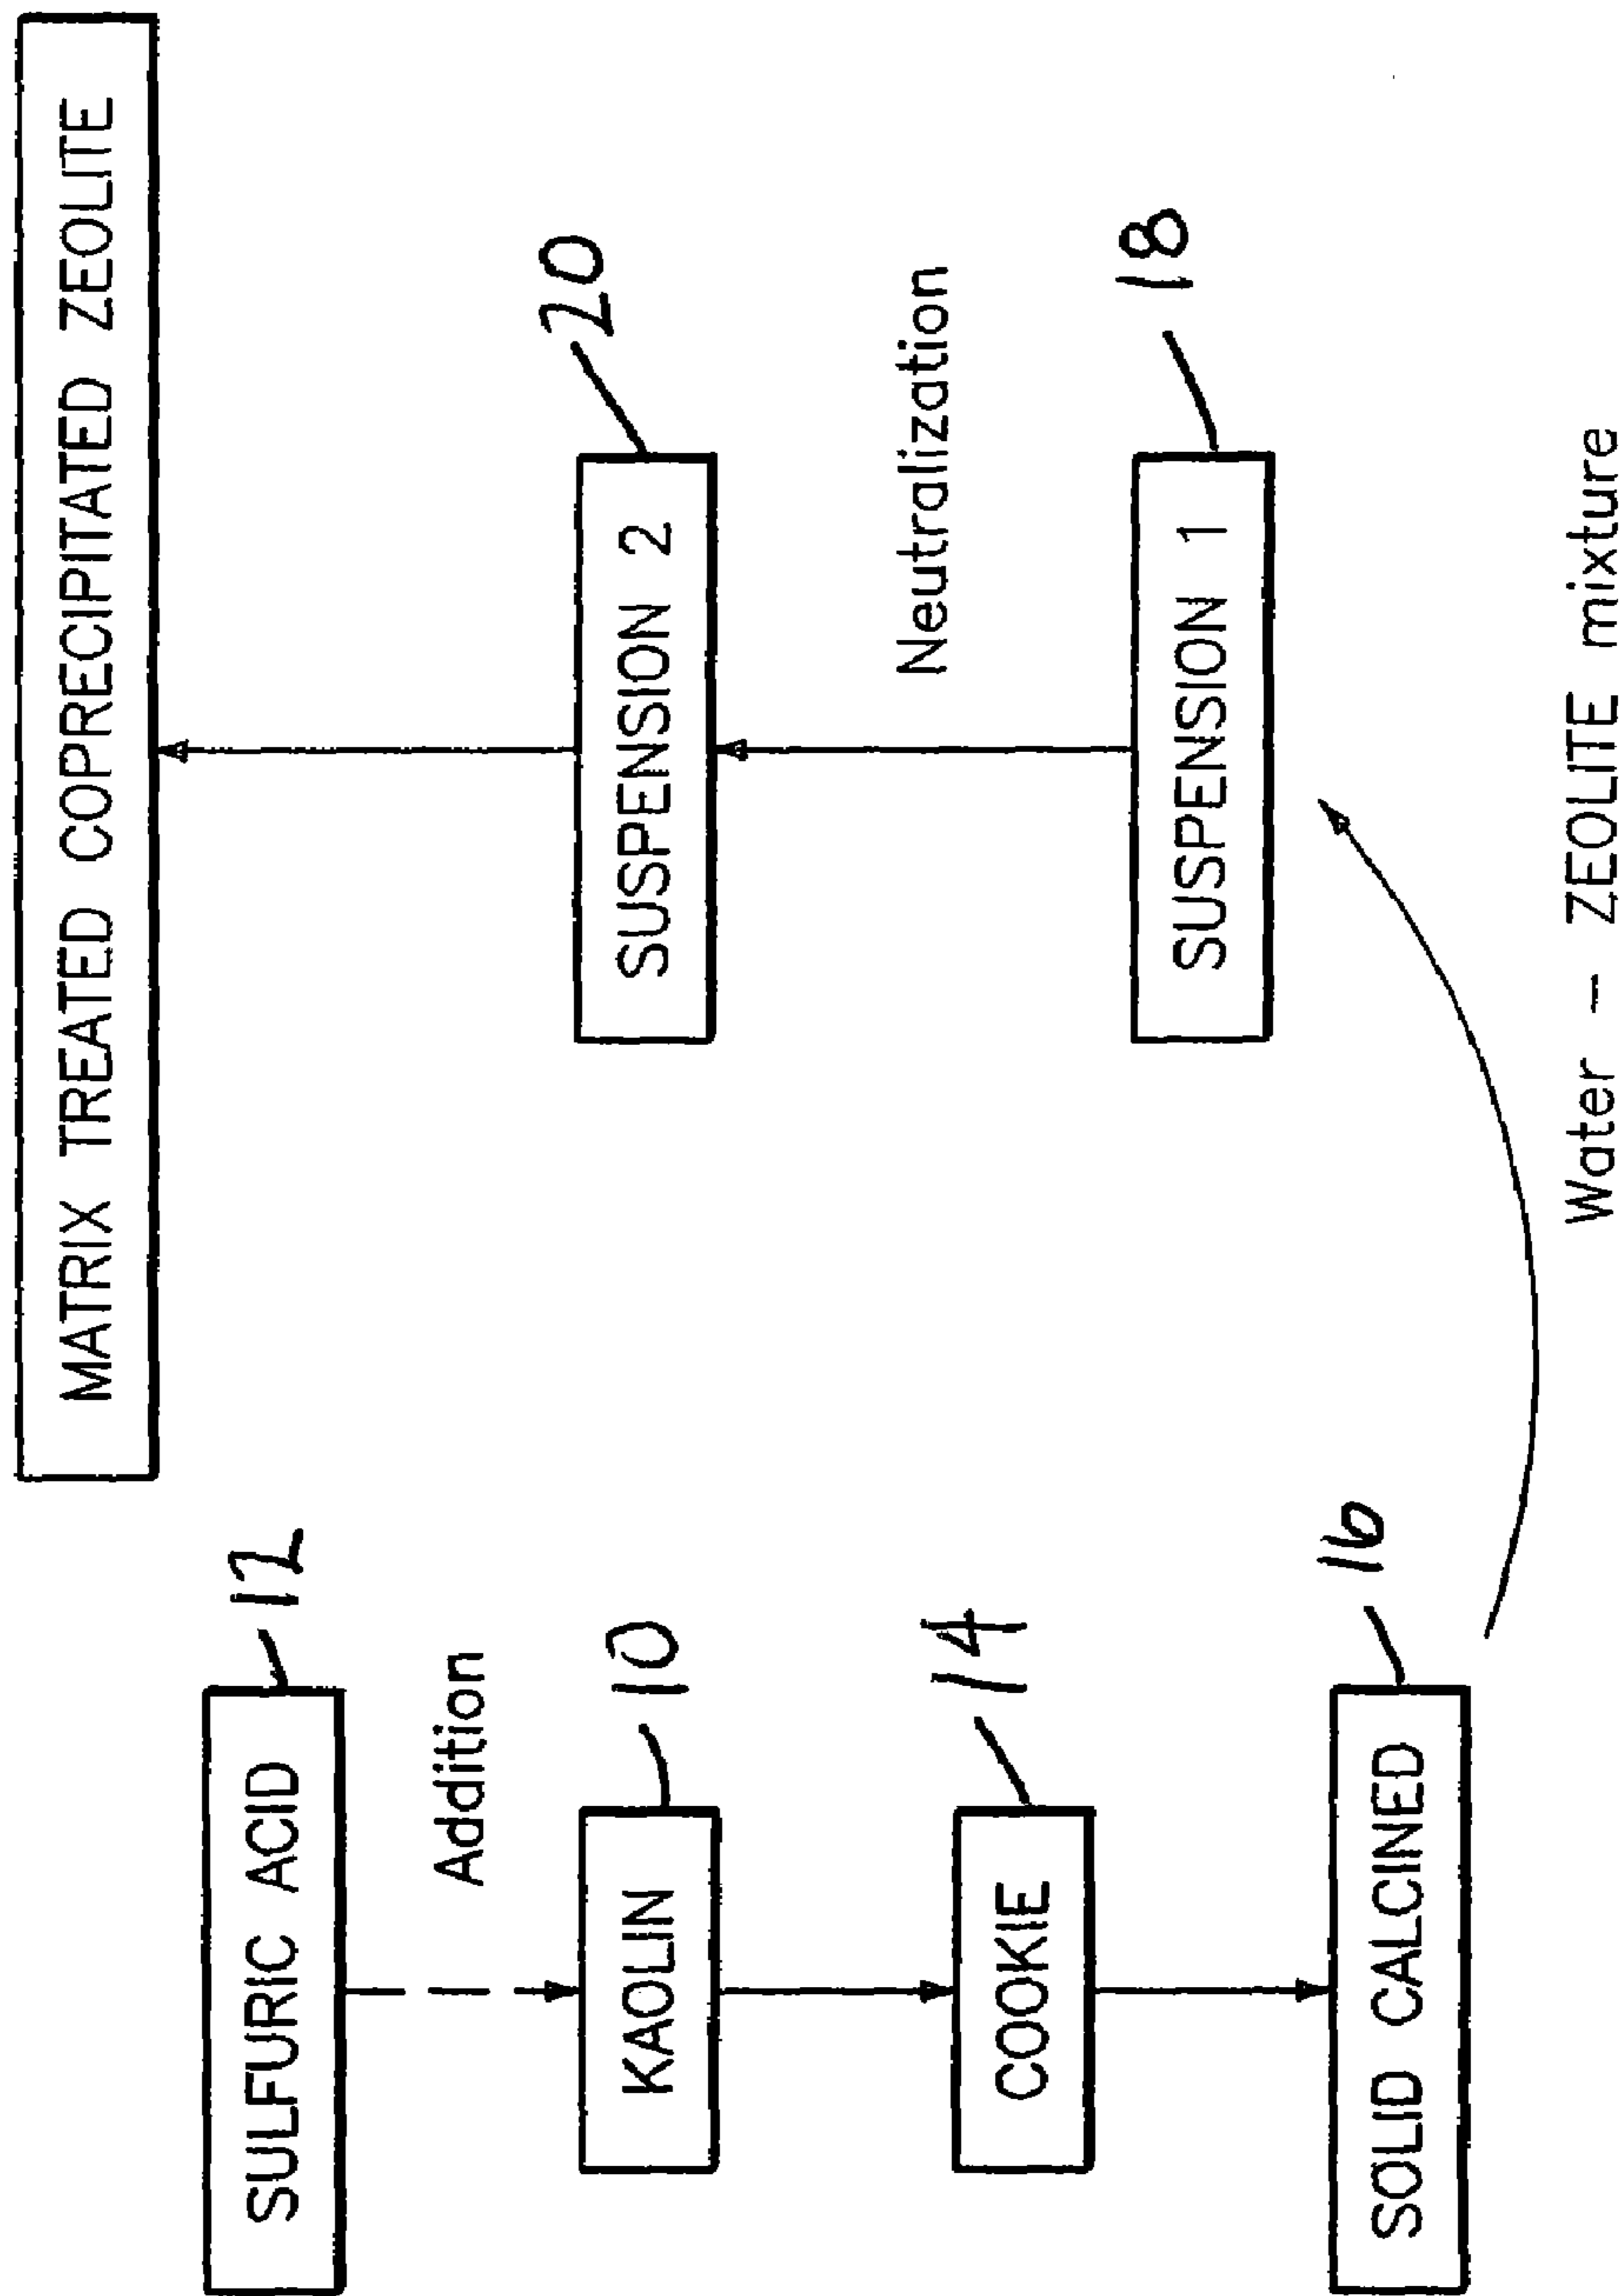 SULFURIC ACID
12
Addition
KAOLIN
10
COOKIE
14
SOLID CALCINED
16
Water - ZEOLITE mixture
SUSPENSION 1
18
Neutralization
SUSPENSION 2
20
MATRIX TREATED COPRECIPITATED ZEOLITE